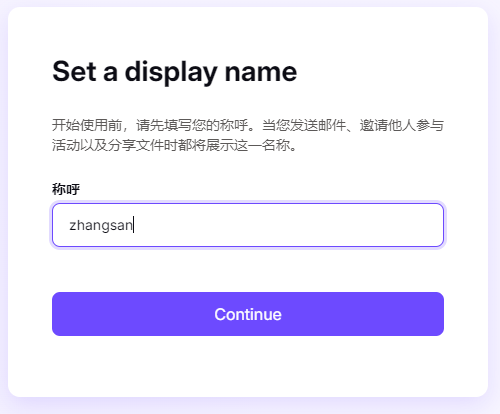 Set a display name
开始使用前，请先填写您的称呼。当您发送邮件、邀请他人参与
活动以及分享文件时都将展示这一名称。
称呼
zhangsan
Continue